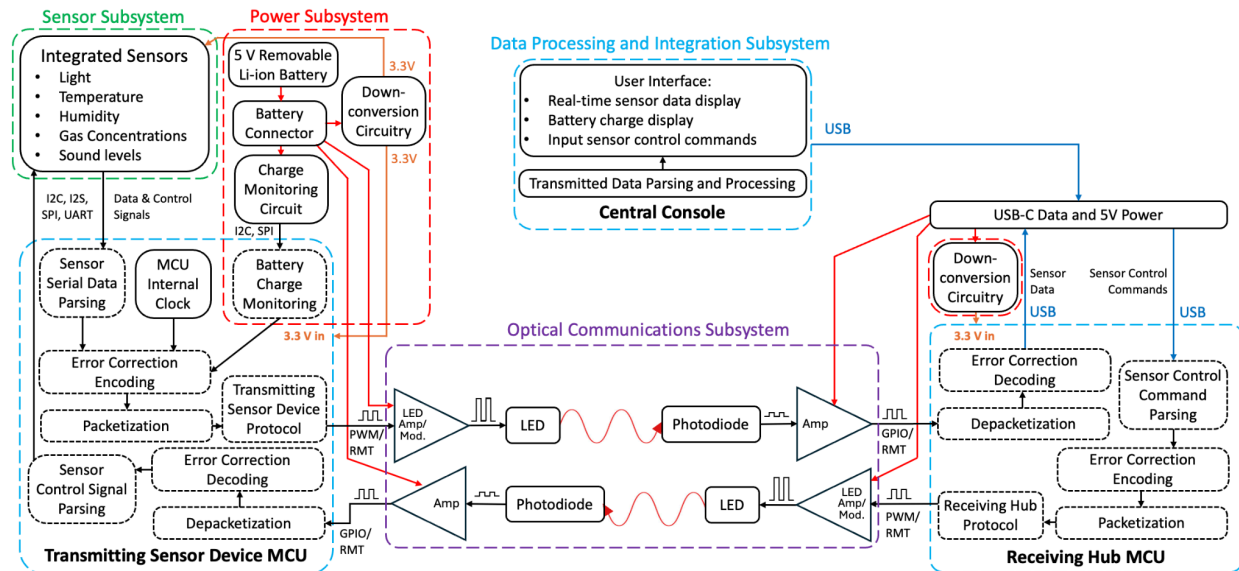 Sensor Subsystem
Integrated Sensors
• Light
• Temperature
• Humidity
• Gas Concentrations
• Sound levels
Power Subsystem
5 V Removable
Li-ion Battery
Battery
Connector
3.3V
Down-
conversion
Circuitry
3.3V
Charge
Monitoring
Circuit
I2C, SPI
I2C, I2S,
SPI, UART
Data & Control
Signals
Data Processing and Integration Subsystem
User Interface:
• Real-time sensor data display
• Battery charge display
• Input sensor control commands
Transmitted Data Parsing and Processing
Central Console
USB
USB-C Data and 5V Power
Down-
conversion
Circuitry
3.3 V in
Sensor
Data
USB
Sensor Control
Commands
USB
Sensor
Serial Data
Parsing
MCU
Internal
Clock
Battery
Charge
Monitoring
3.3 V in
Error Correction
Encoding
Packetization
Transmitting
Sensor Device
Protocol
PWM/
RMT
Sensor
Control Signal
Parsing
Error Correction
Decoding
Depacketization
GPIO/
RMT
Transmitting Sensor Device MCU
Optical Communications Subsystem
LED
Amp/
Mod.
LED
Photodiode
Amp
GPIO/
RMT
Amp
Photodiode
LED
LED
Amp/
Mod.
PWM/
RMT
Error Correction
Decoding
Depacketization
Sensor Control
Command
Parsing
Error Correction
Encoding
Receiving Hub
Protocol
Packetization
Receiving Hub MCU